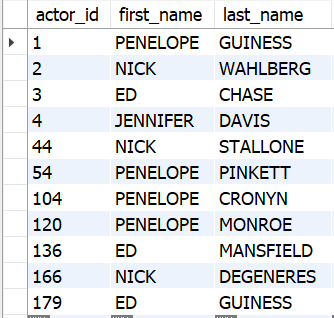 actor_id first_name last_name
1 PENELOPE GUINESS
2 NICK WAHLBERG
3 ED CHASE
4 JENNIFER DAVIS
44 NICK STALLONE
54 PENELOPE PINKETT
104 PENELOPE CRONYN
120 PENELOPE MONROE
136 ED MANSFIELD
166 NICK DEGENERES
179 ED GUINESS